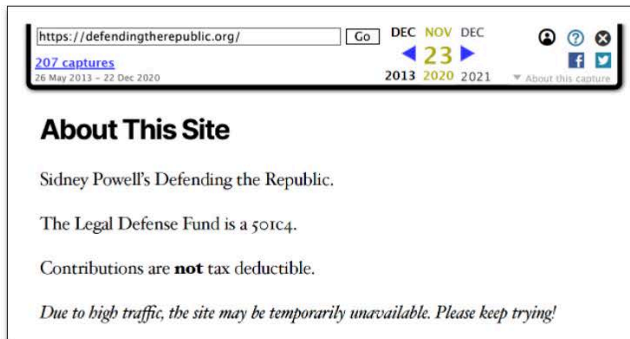 https://defendingtherepublic.org/ Go DEC NOV DEC
207 captures 23
26 May 2013 – 22 Dec 2020 2013 2020 2021 ▼ About this capture
About This Site
Sidney Powell’s Defending the Republic.
The Legal Defense Fund is a 501c4.
Contributions are not tax deductible.
Due to high traffic, the site may be temporarily unavailable. Please keep trying!